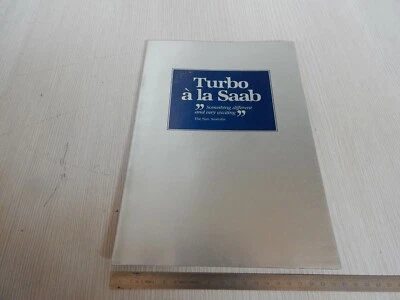 Turbo
à la Saab
” Something different
and very exciting ”